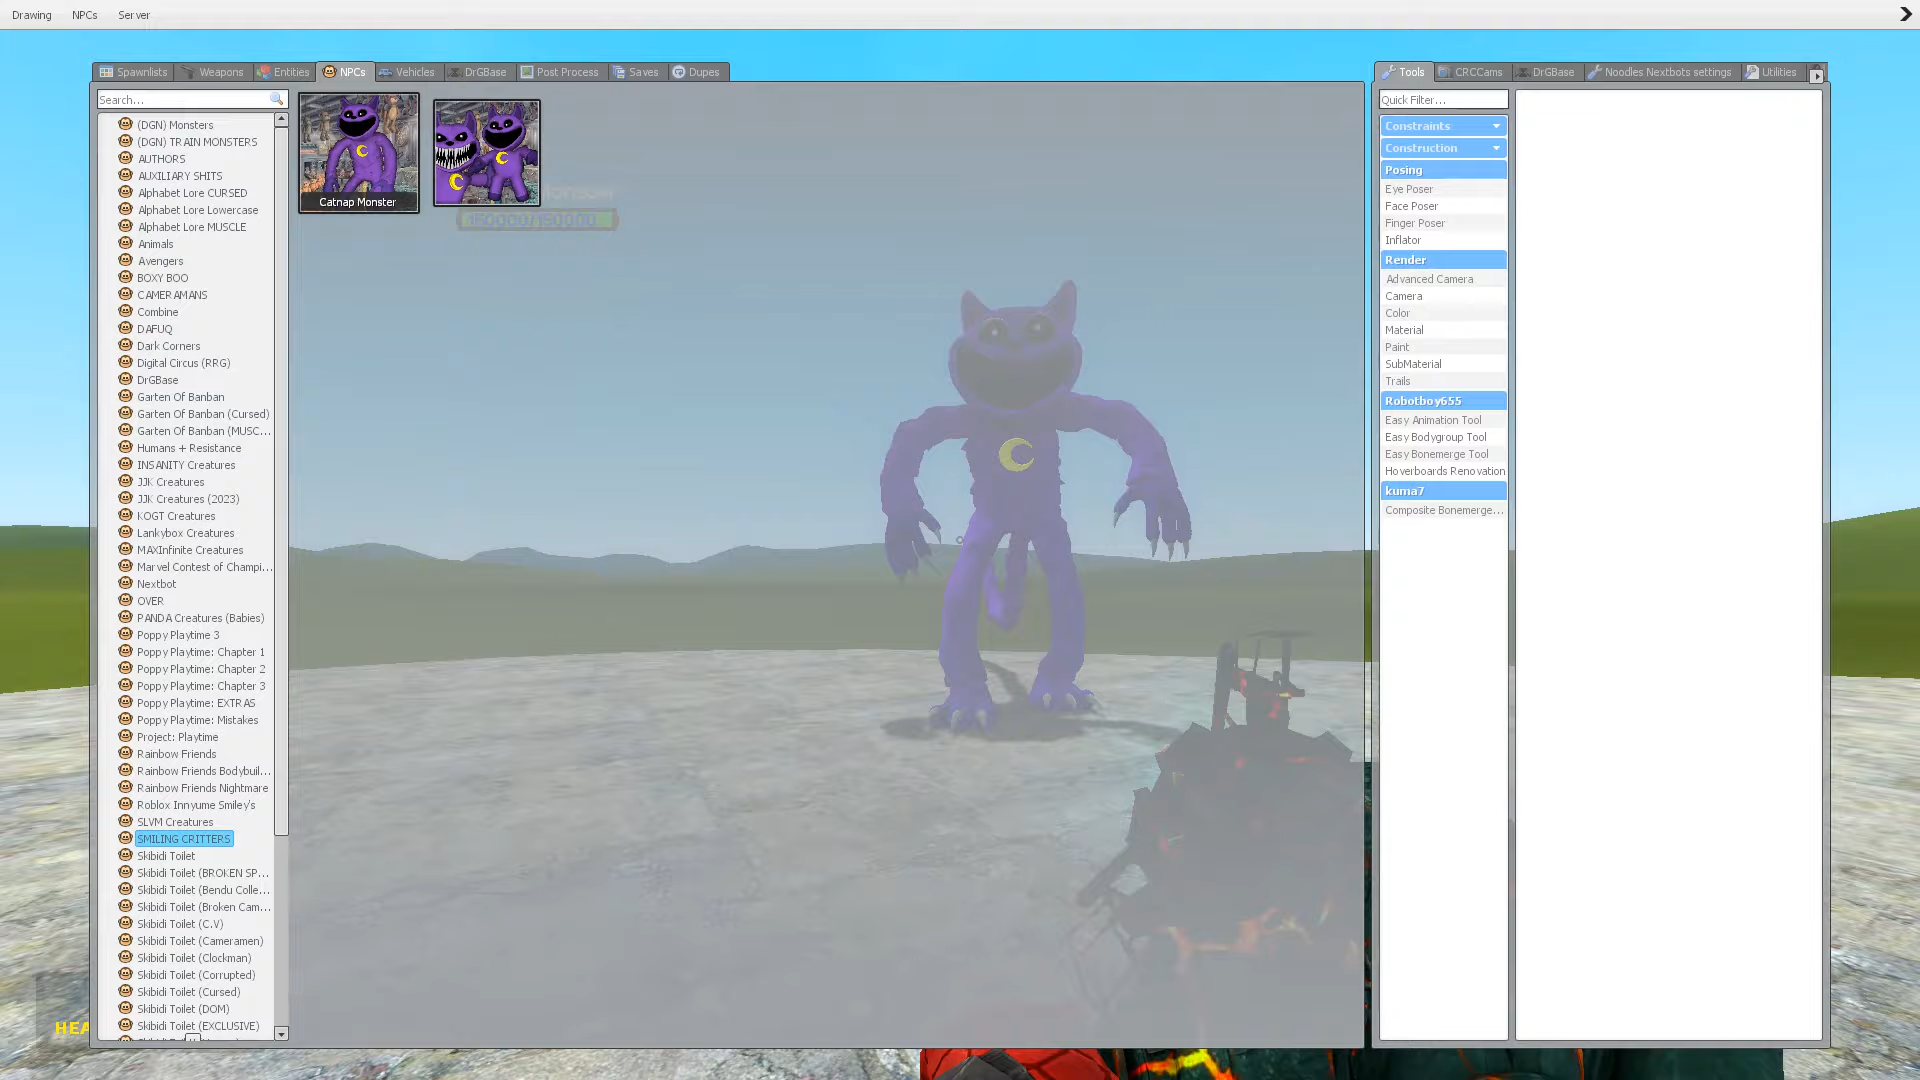 Drawing NPCs Server
Spawnlists Weapons Entities NPCs Vehicles DrGBase Post Process Saves Dupes
Search...
(DGN) Monsters
(DGN) TRAIN MONSTERS
AUTHORS
AUXILIARY SHITS
Alphabet Lore CURSED
Alphabet Lore Lowercase
Alphabet Lore MUSCLE
Animals
Avengers
BOXY BOO
CAMERAMANS
Combine
DAFUQ
Dark Corners
Digital Circus (RRG)
DrGBase
Garten Of Banban
Garten Of Banban (Cursed)
Garten Of Banban (MUSC...
Humans + Resistance
INSANITY Creatures
JJK Creatures
JJK Creatures (2023)
KOGT Creatures
Lankybox Creatures
MAXInfinite Creatures
Marvel Contest of Champi...
Nextbot
OVER
PANDA Creatures (Babies)
Poppy Playtime 3
Poppy Playtime: Chapter 1
Poppy Playtime: Chapter 2
Poppy Playtime: Chapter 3
Poppy Playtime: EXTRAS
Poppy Playtime: Mistakes
Project: Playtime
Rainbow Friends
Rainbow Friends Bodybuil...
Rainbow Friends Nightmare
Roblox Innyume Smiley's
SLVM Creatures
SMILING CRITTERS
Skibidi Toilet
Skibidi Toilet (BROKEN SP...
Skibidi Toilet (Bendu Colle...
Skibidi Toilet (Broken Cam...
Skibidi Toilet (C.V)
Skibidi Toilet (Cameramen)
Skibidi Toilet (Clockman)
Skibidi Toilet (Corrupted)
Skibidi Toilet (Cursed)
Skibidi Toilet (DOM)
Skibidi Toilet (EXCLUSIVE)
Catnap Monster
150000/150000
HEA
Tools CRCCams DrGBase Noodles Nextbots settings Utilities
Quick Filter...
Constraints
Construction
Posing
Eye Poser
Face Poser
Finger Poser
Inflator
Render
Advanced Camera
Camera
Color
Material
Paint
SubMaterial
Trails
Robotboy655
Easy Animation Tool
Easy Bodygroup Tool
Easy Bonemerge Tool
Hoverboards Renovation
kuma7
Composite Bonemerge...